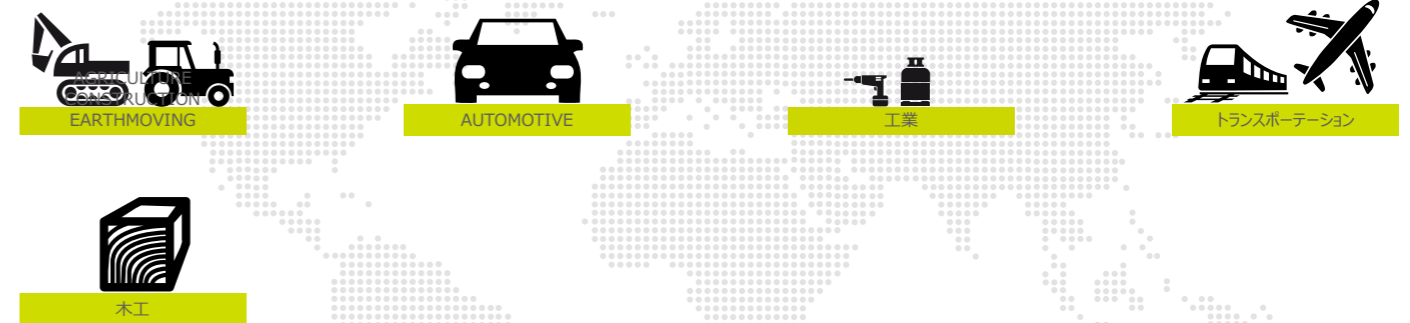 AGRICULTURE
CONSTRUCTION
EARTHMOVING
AUTOMOTIVE
工業
トランスポーテーション
木工